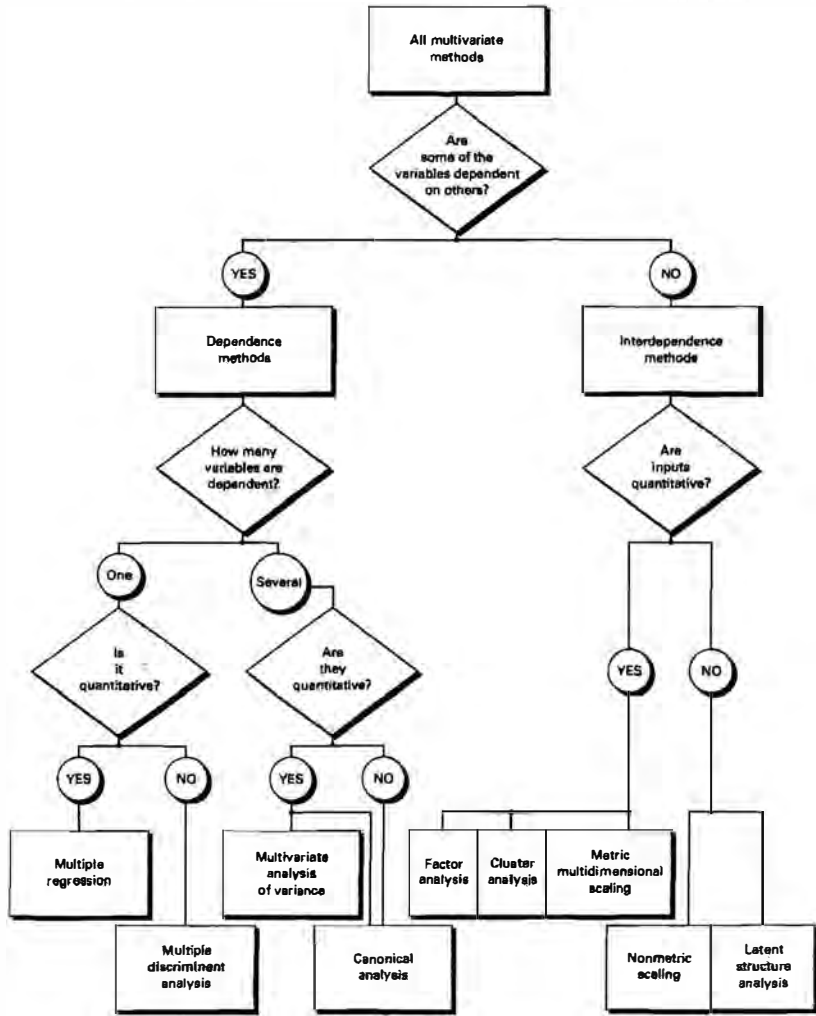 All multivariate
methods
Are
some of the
variables dependent
on others?
YES
NO
Dependence
methods
Interdependence
methods
How many
variables are
dependent?
Are
inputs
quantitative?
One
Several
Is
it
quantitative?
Are
they
quantitative?
YES
NO
YES
NO
YES
NO
Multiple
regression
Multivariate
analysis
of variance
Factor
analysis
Cluster
analysis
Metric
multidimensional
scaling
Multiple
discriminent
analysis
Canonical
analysis
Nonmetric
scaling
Latent
structure
analysis